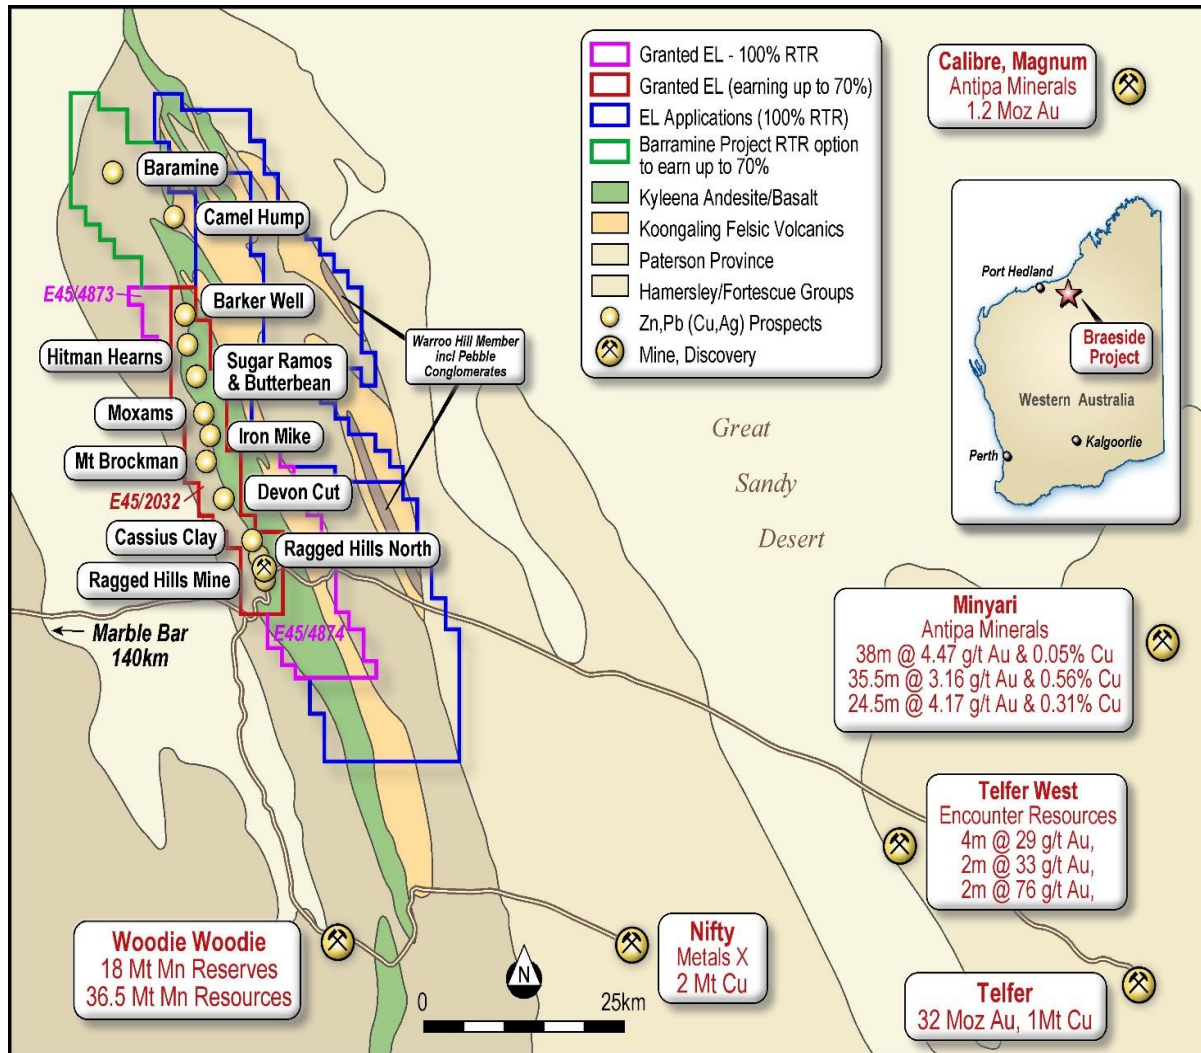 Granted EL - 100% RTR
Granted EL (earning up to 70%)
EL Applications (100% RTR)
Barramine Project RTR option
to earn up to 70%
Kyleena Andesite/Basalt
Koongaling Felsic Volcanics
Paterson Province
Hamersley/Fortescue Groups
Zn,Pb (Cu,Ag) Prospects
Mine, Discovery
Calibre, Magnum
Antipa Minerals
1.2 Moz Au
Baramine
Camel Hump
E45/4873
Barker Well
Hitman Hearns
Sugar Ramos
& Butterbean
Warroo Hill Member
incl Pebble
Conglomerates
Moxams
Iron Mike
Mt Brockman
E45/2032
Devon Cut
Cassius Clay
Ragged Hills North
Ragged Hills Mine
E45/4874
Marble Bar
140km
Port Hedland
Braeside
Project
Western Australia
Kalgoorlie
Perth
Great
Sandy
Desert
Minyari
Antipa Minerals
38m @ 4.47 g/t Au & 0.05% Cu
35.5m @ 3.16 g/t Au & 0.56% Cu
24.5m @ 4.17 g/t Au & 0.31% Cu
Telfer West
Encounter Resources
4m @ 29 g/t Au,
2m @ 33 g/t Au,
2m @ 76 g/t Au,
Woodie Woodie
18 Mt Mn Reserves
36.5 Mt Mn Resources
Nifty
Metals X
2 Mt Cu
Telfer
32 Moz Au, 1Mt Cu
N
0 25km